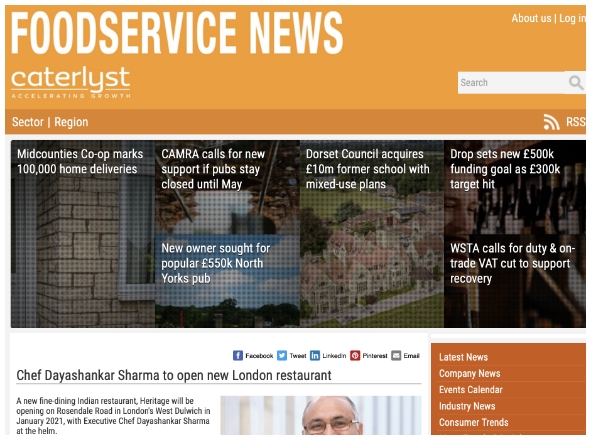 FOODSERVICE NEWS
About us | Log in
caterlyst
ACCELERATING GROWTH
Search
Sector | Region
RSS
Midcounties Co-op marks
100,000 home deliveries
CAMRA calls for new
support if pubs stay
closed until May
New owner sought for
popular £550k North
Yorks pub
Dorset Council acquires
£10m former school with
mixed-use plans
Drop sets new £500k
funding goal as £300k
target hit
WSTA calls for duty & on-
trade VAT cut to support
recovery
Facebook Tweet LinkedIn Pinterest Email
Chef Dayashankar Sharma to open new London restaurant
A new fine-dining Indian restaurant, Heritage will be
opening on Rosendale Road in London's West Dulwich in
January 2021, with Executive Chef Dayashankar Sharma
at the helm.
Latest News
Company News
Events Calendar
Industry News
Consumer Trends